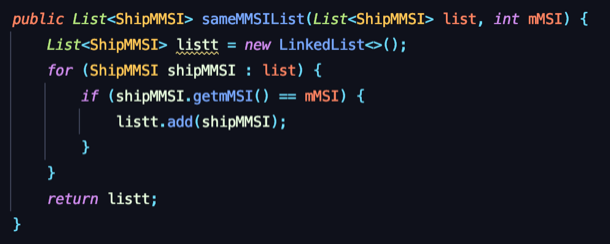 public List<ShipMMSI> sameMMSIList(List<ShipMMSI> list, int mMSI) {
    List<ShipMMSI> listt = new LinkedList<>();
    for (ShipMMSI shipMMSI : list) {
        if (shipMMSI.getmMSI() == mMSI) {
            listt.add(shipMMSI);
        }
    }
    return listt;
}